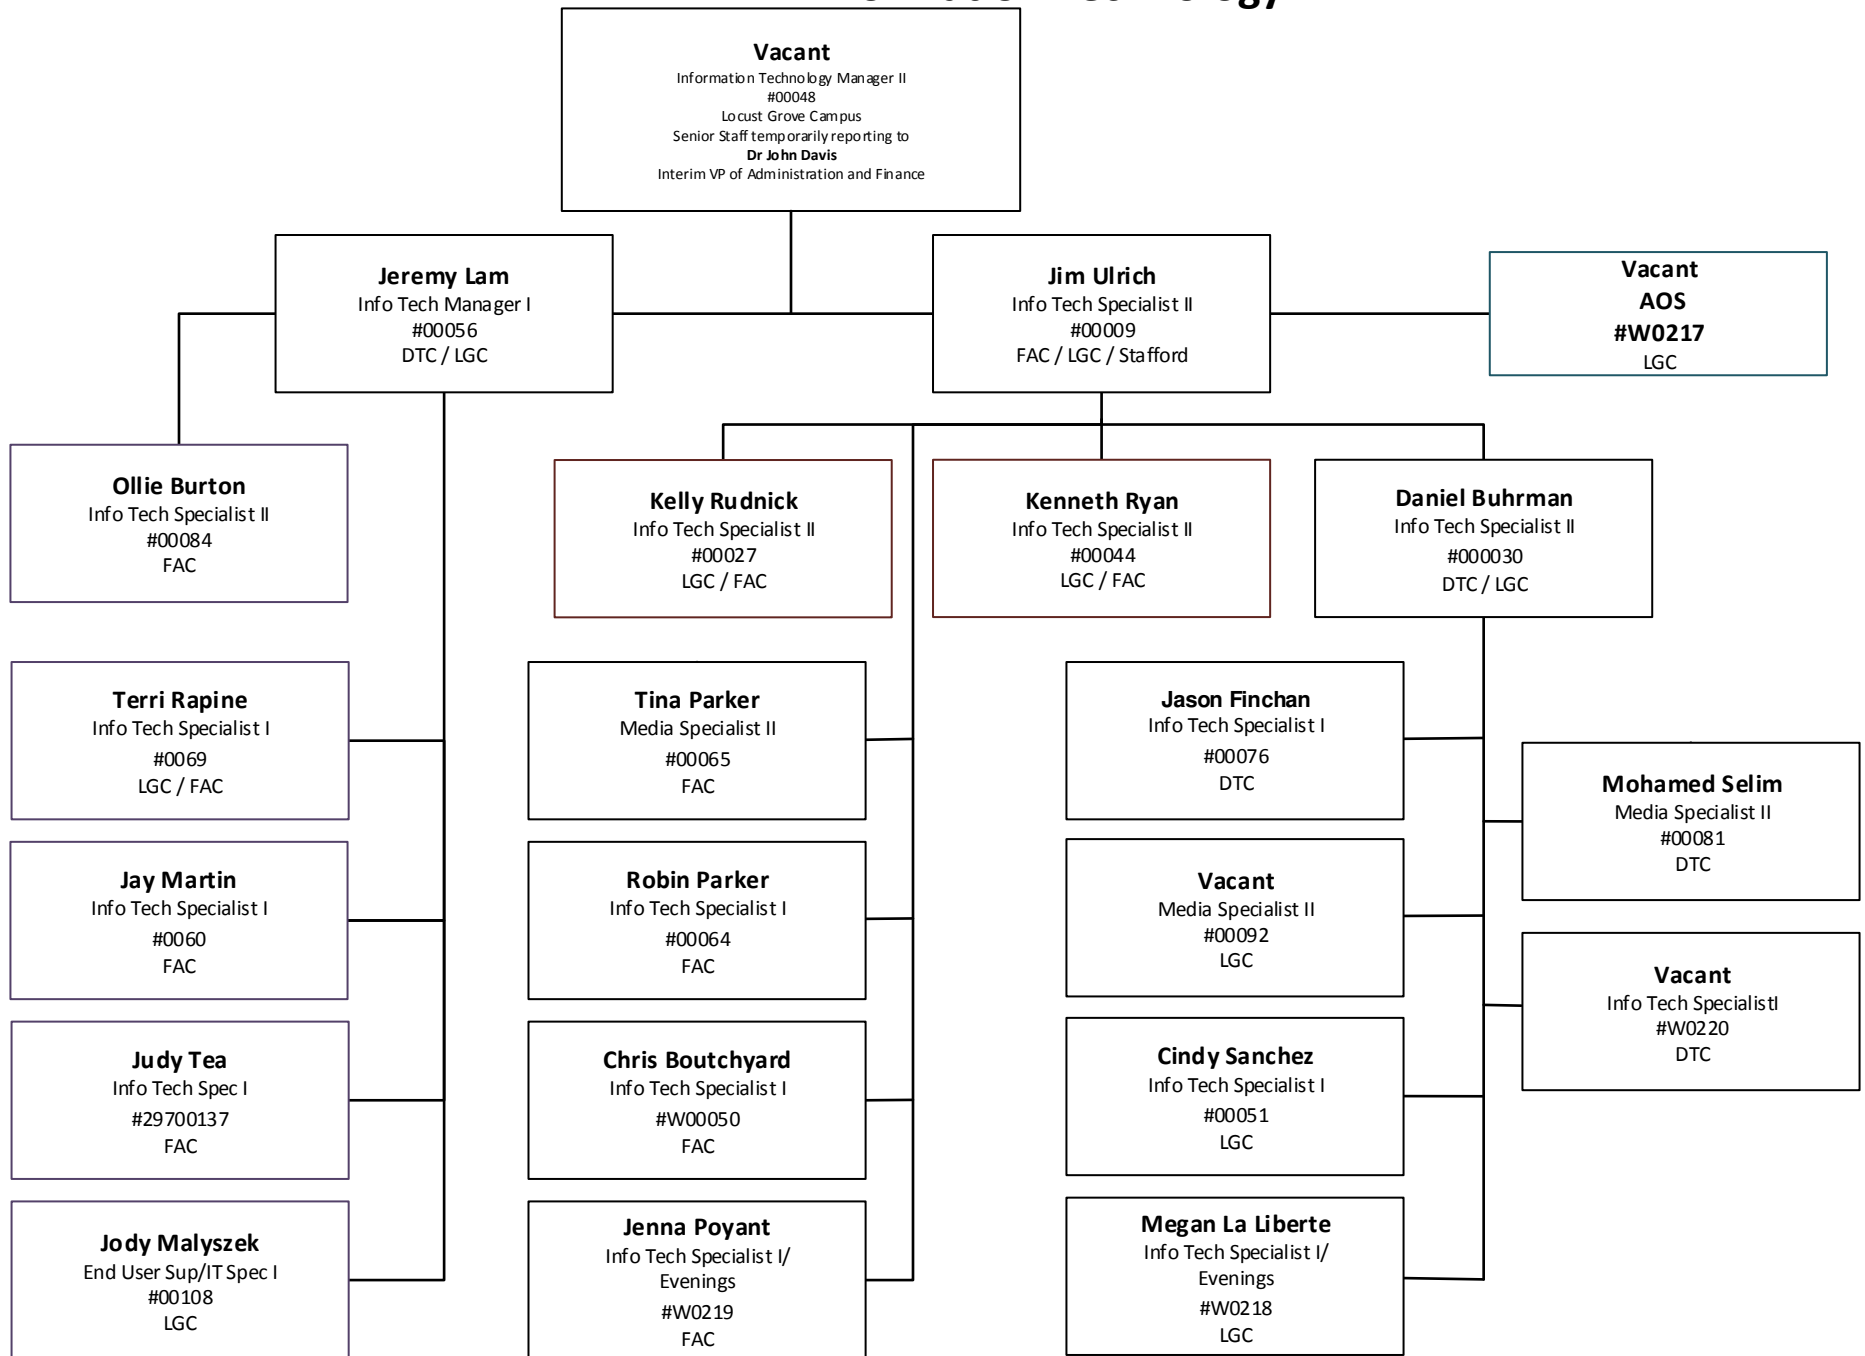 Vacant
Information Technology Manager II
#00048
Locust Grove Campus
Senior Staff temporarily reporting to
Dr John Davis
Interim VP of Administration and Finance
Jeremy Lam
Info Tech Manager I
#00056
DTC / LGC
Jim Ulrich
Info Tech Specialist II
#00009
FAC / LGC / Stafford
Vacant
AOS
#W0217
LGC
Ollie Burton
Info Tech Specialist II
#00084
FAC
Kelly Rudnick
Info Tech Specialist II
#00027
LGC / FAC
Kenneth Ryan
Info Tech Specialist II
#00044
LGC / FAC
Daniel Buhrman
Info Tech Specialist II
#000030
DTC / LGC
Terri Rapine
Info Tech Specialist I
#0069
LGC / FAC
Tina Parker
Media Specialist II
#00065
FAC
Jason Finchan
Info Tech Specialist I
#00076
DTC
Mohamed Selim
Media Specialist II
#00081
DTC
Jay Martin
Info Tech Specialist I
#0060
FAC
Robin Parker
Info Tech Specialist I
#00064
FAC
Vacant
Media Specialist II
#00092
LGC
Vacant
Info Tech SpecialistI
#W0220
DTC
Judy Tea
Info Tech Spec I
#29700137
FAC
Chris Boutchyard
Info Tech Specialist I
#W00050
FAC
Cindy Sanchez
Info Tech Specialist I
#00051
LGC
Jody Malyszek
End User Sup/IT Spec I
#00108
LGC
Jenna Poyant
Info Tech Specialist I/
Evenings
#W0219
FAC
Megan La Liberte
Info Tech Specialist I/
Evenings
#W0218
LGC